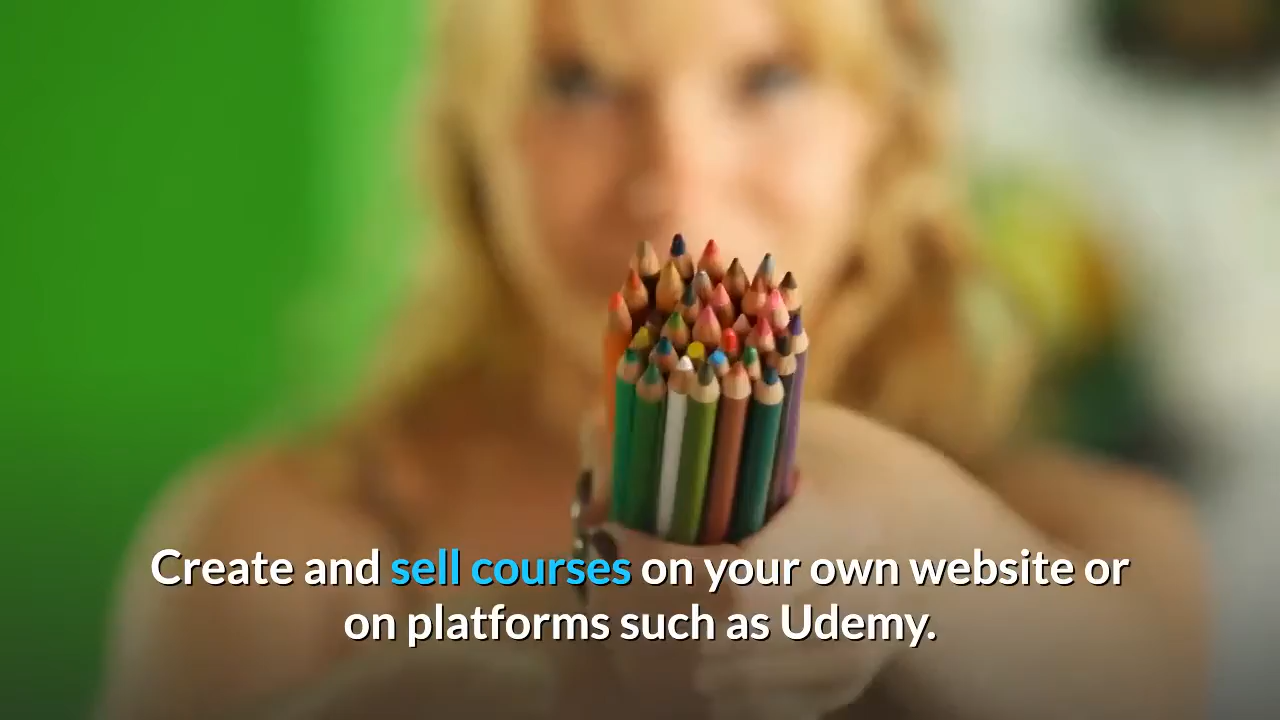 Create and sell courses on your own website or
on platforms such as Udemy.